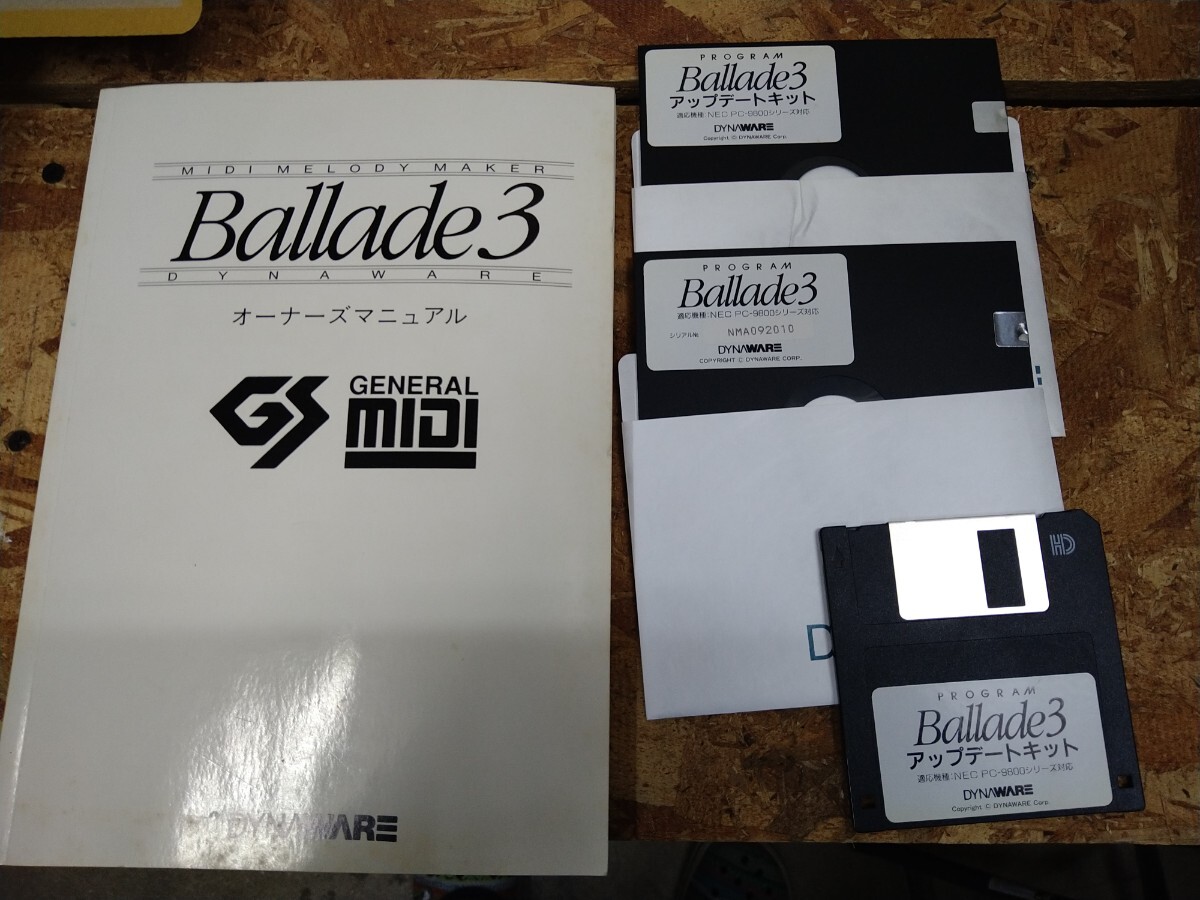 MIDI MELODY MAKER
Ballade3
DYNAWARE
オーナーズマニュアル
GS
GENERAL
MIDI
DYNAWARE
PROGRAM
Ballade3
アップデートキット
適応機種:NEC PC-9800シリーズ対応
DYNAWARE
Copyright © DYNAWARE Corp.
PROGRAM
Ballade3
適応機種:NEC PC-9800シリーズ対応
シリアル№ NMA092010
DYNAWARE
COPYRIGHT © DYNAWARE CORP.
D
HD
PROGRAM
Ballade3
アップデートキット
適応機種:NEC PC-9800シリーズ対応
DYNAWARE
Copyright © DYNAWARE Corp.